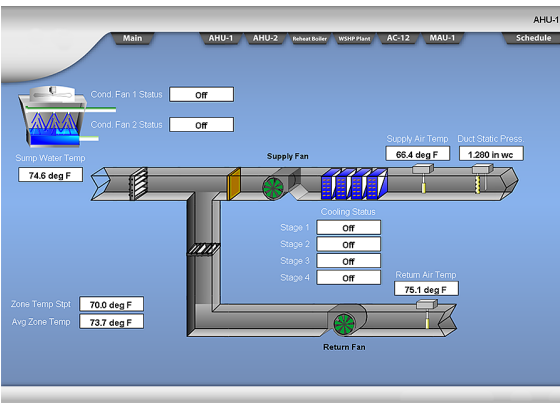 AHU-1
Main AHU-1 AHU-2 Reheat Boiler WSHP Plant AC-12 MAU-1 Schedule
Cond. Fan 1 Status Off
Cond. Fan 2 Status Off
Supply Air Temp Duct Static Press.
66.4 deg F 1.280 in wc
Supply Fan
Sump Water Temp
74.6 deg F
Cooling Status
Stage 1 Off
Stage 2 Off
Stage 3 Off
Stage 4 Off
Return Air Temp
75.1 deg F
Zone Temp Stpt 70.0 deg F
Avg Zone Temp 73.7 deg F
Return Fan